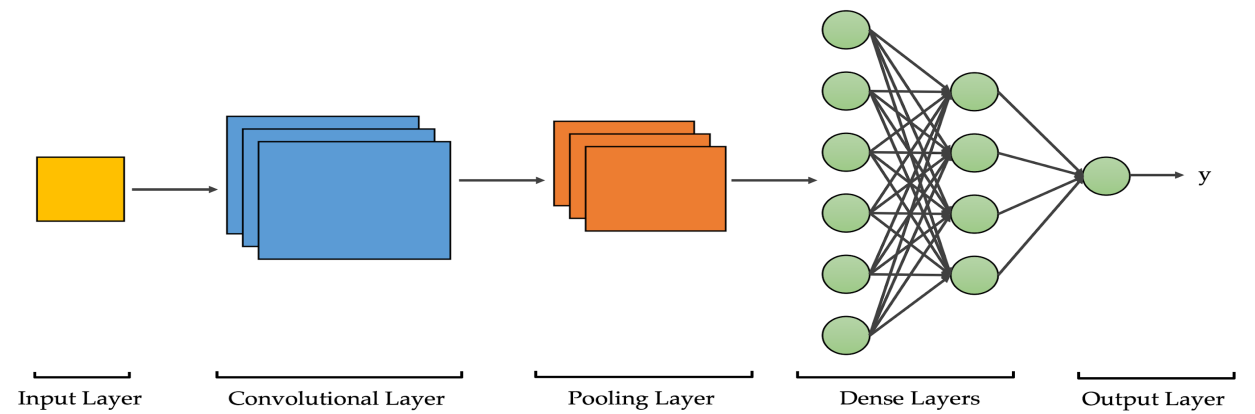 y
Input Layer
Convolutional Layer
Pooling Layer
Dense Layers
Output Layer